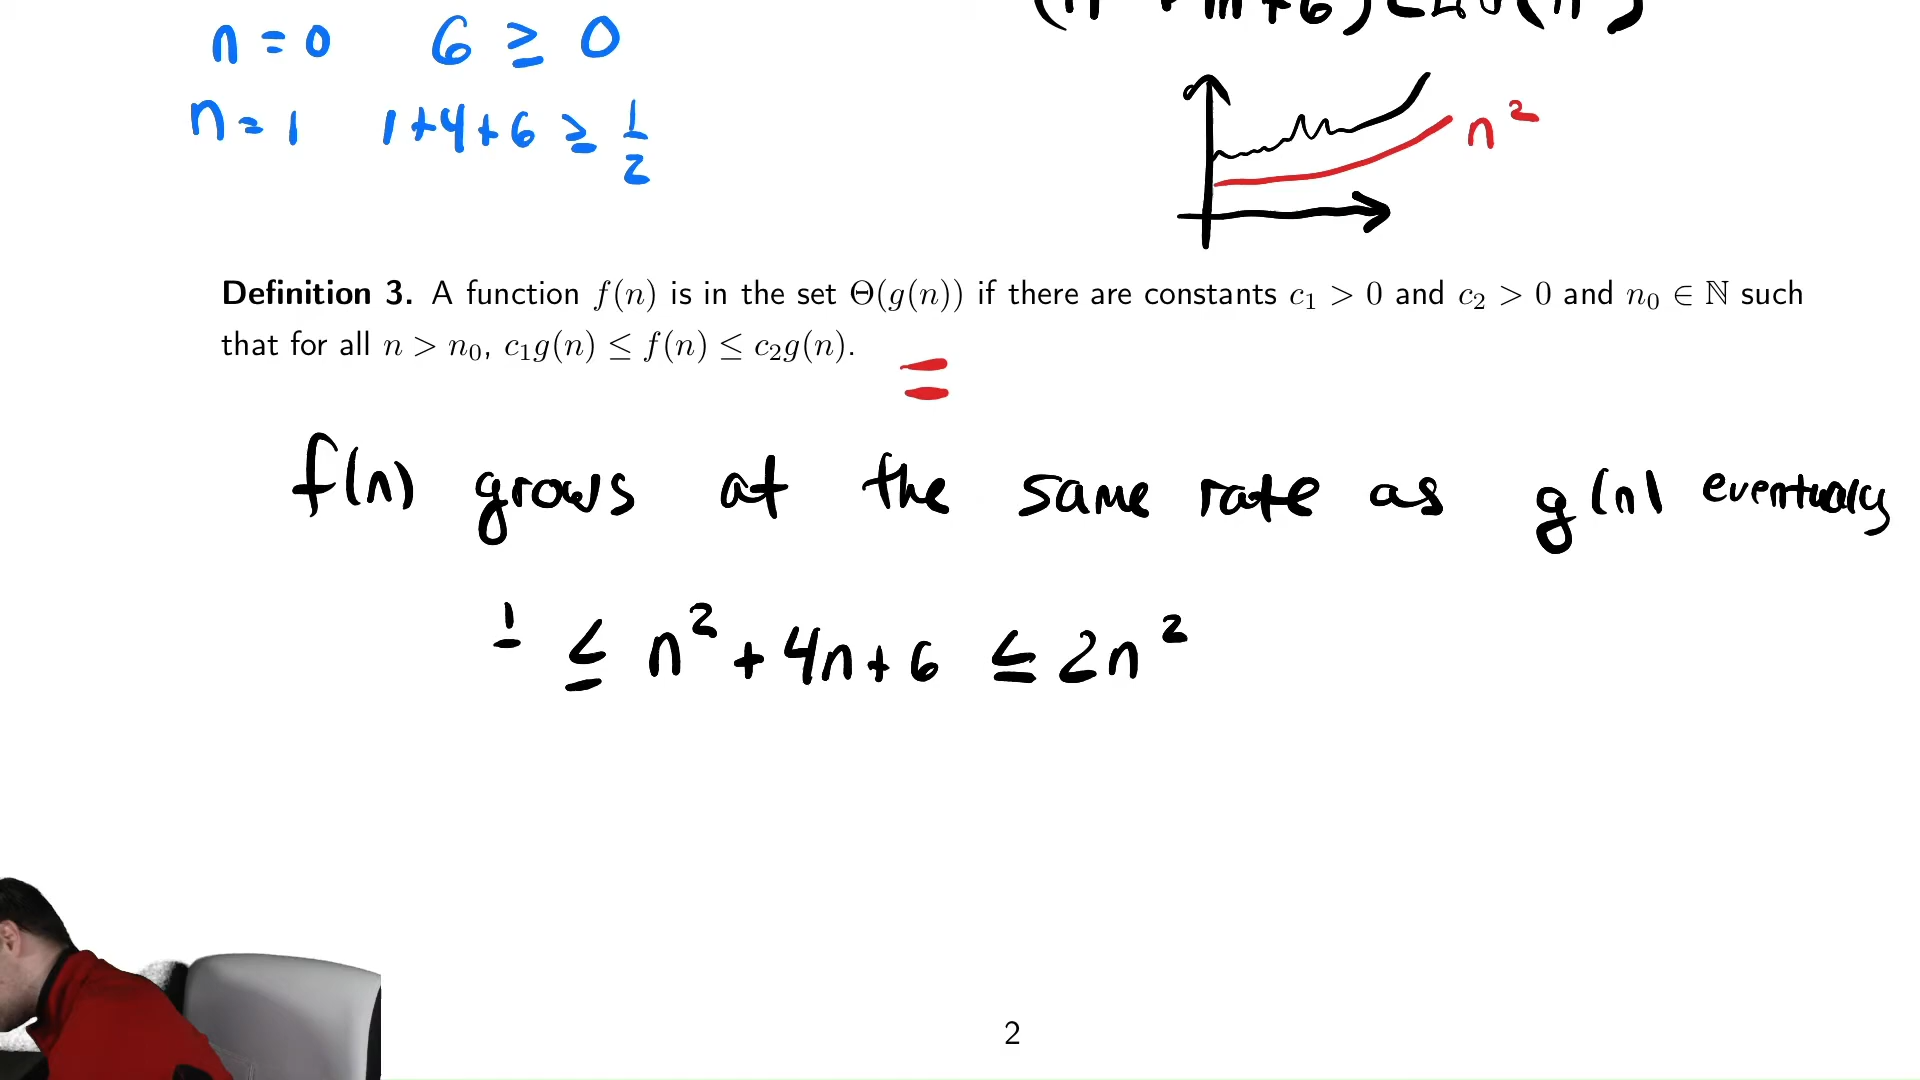 n = 0 6 ≥ 0
n = 1 1+4+6 ≥ 1/2
n²
Definition 3. A function f(n) is in the set Θ(g(n)) if there are constants c₁ > 0 and c₂ > 0 and n₀ ∈ ℕ such
that for all n > n₀, c₁g(n) ≤ f(n) ≤ c₂g(n).
=
f(n) grows at the same rate as g(n) eventually
1/ ≤ n² + 4n + 6 ≤ 2n²
2